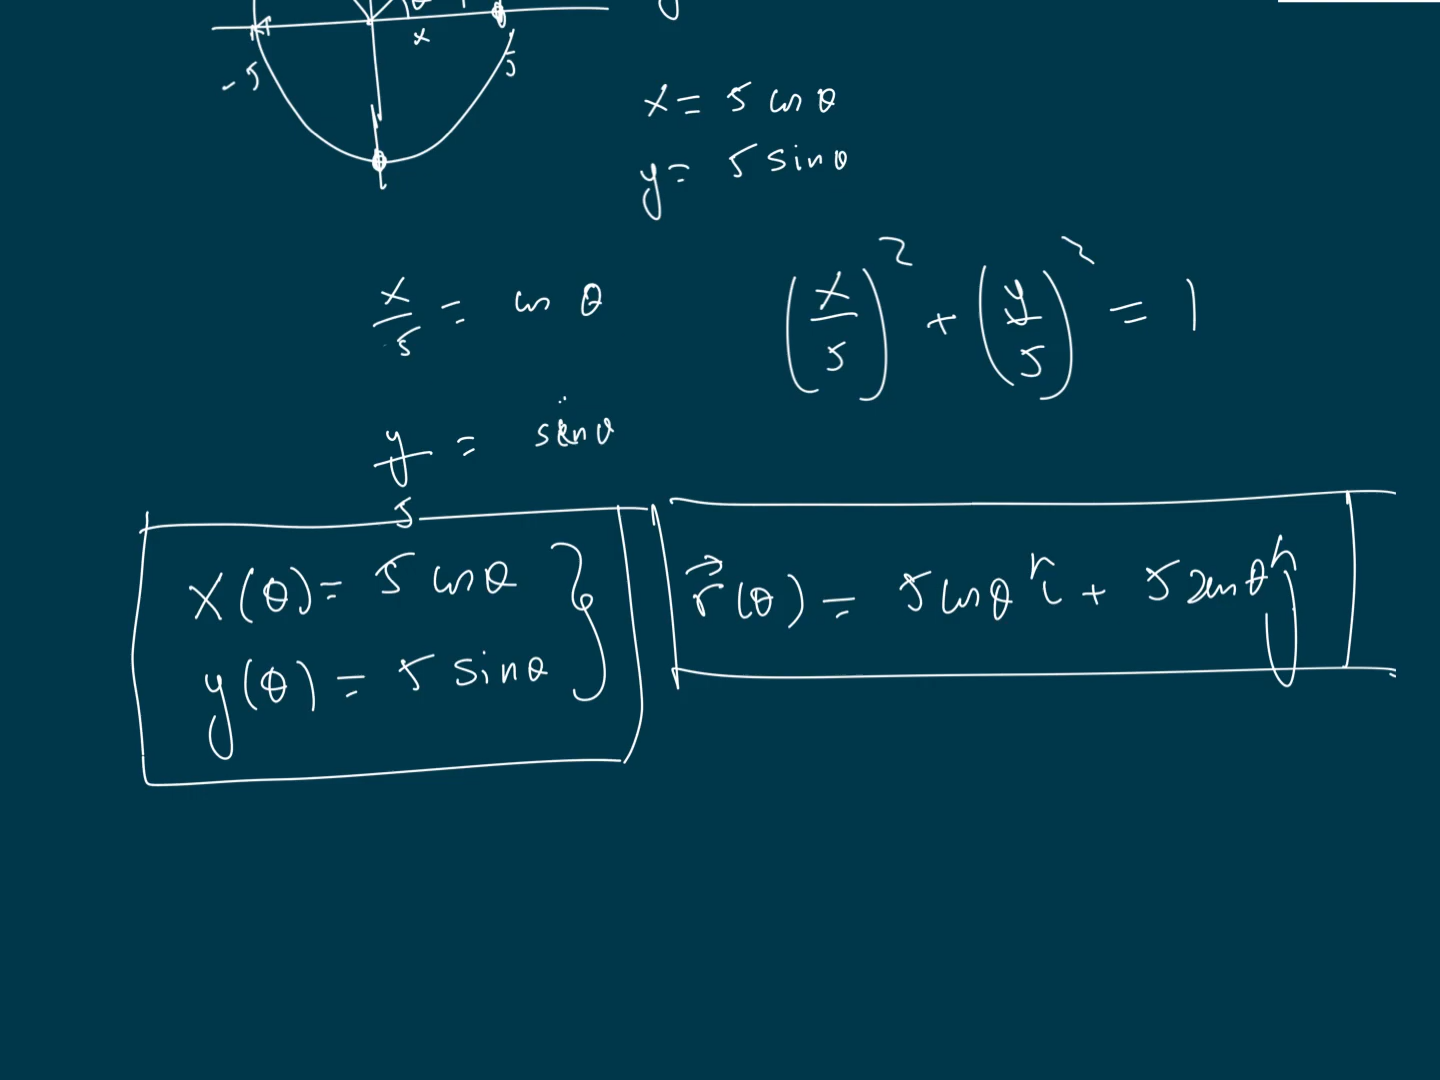 θ
x
-5
5
x = 5 cos θ
y = 5 sin θ
x/5 = cos θ
(x/5)² + (y/5)² = 1
y/5 = sin θ
x(θ) = 5 cos θ
y(θ) = 5 sin θ
r⃗(θ) = 5 cos θ î + 5 sen θ ĵ